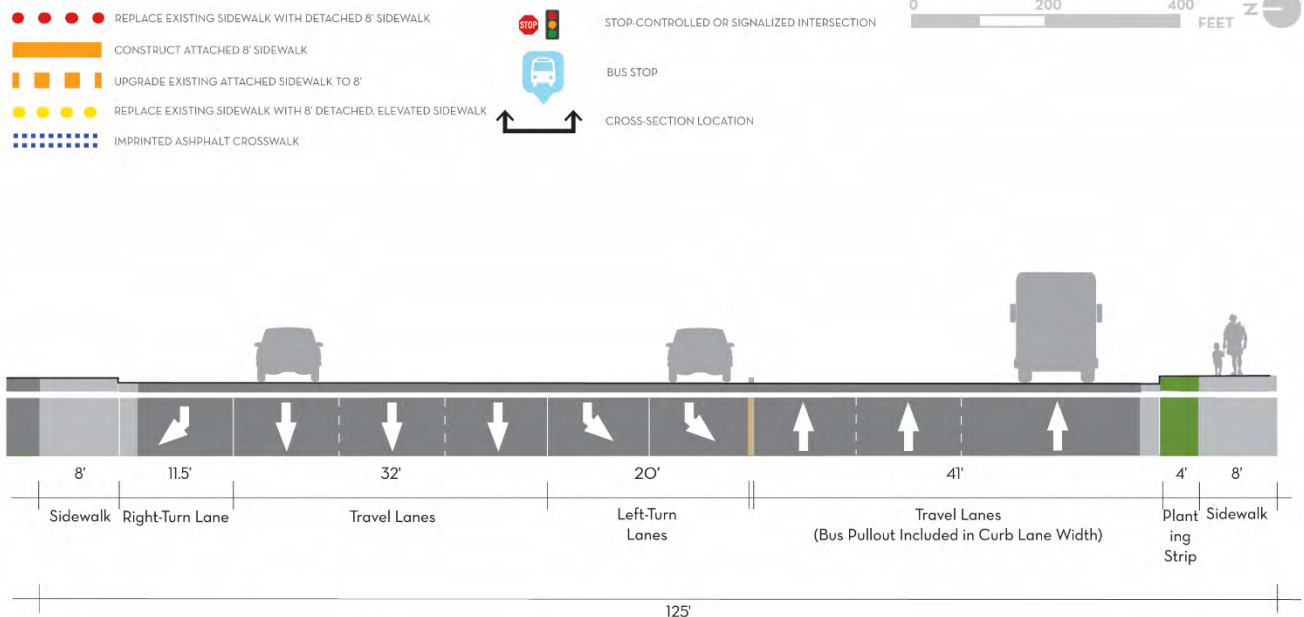 REPLACE EXISTING SIDEWALK WITH DETACHED 8' SIDEWALK
CONSTRUCT ATTACHED 8' SIDEWALK
UPGRADE EXISTING ATTACHED SIDEWALK TO 8'
REPLACE EXISTING SIDEWALK WITH 8' DETACHED, ELEVATED SIDEWALK
IMPRINTED ASHPHALT CROSSWALK
STOP
STOP-CONTROLLED OR SIGNALIZED INTERSECTION
BUS STOP
CROSS-SECTION LOCATION
0 200 400
FEET
N
8' 11.5' 32' 20' 41' 4' 8'
Sidewalk Right-Turn Lane Travel Lanes Left-Turn Travel Lanes Plant Sidewalk
Lanes (Bus Pullout Included in Curb Lane Width) ing
Strip
125'